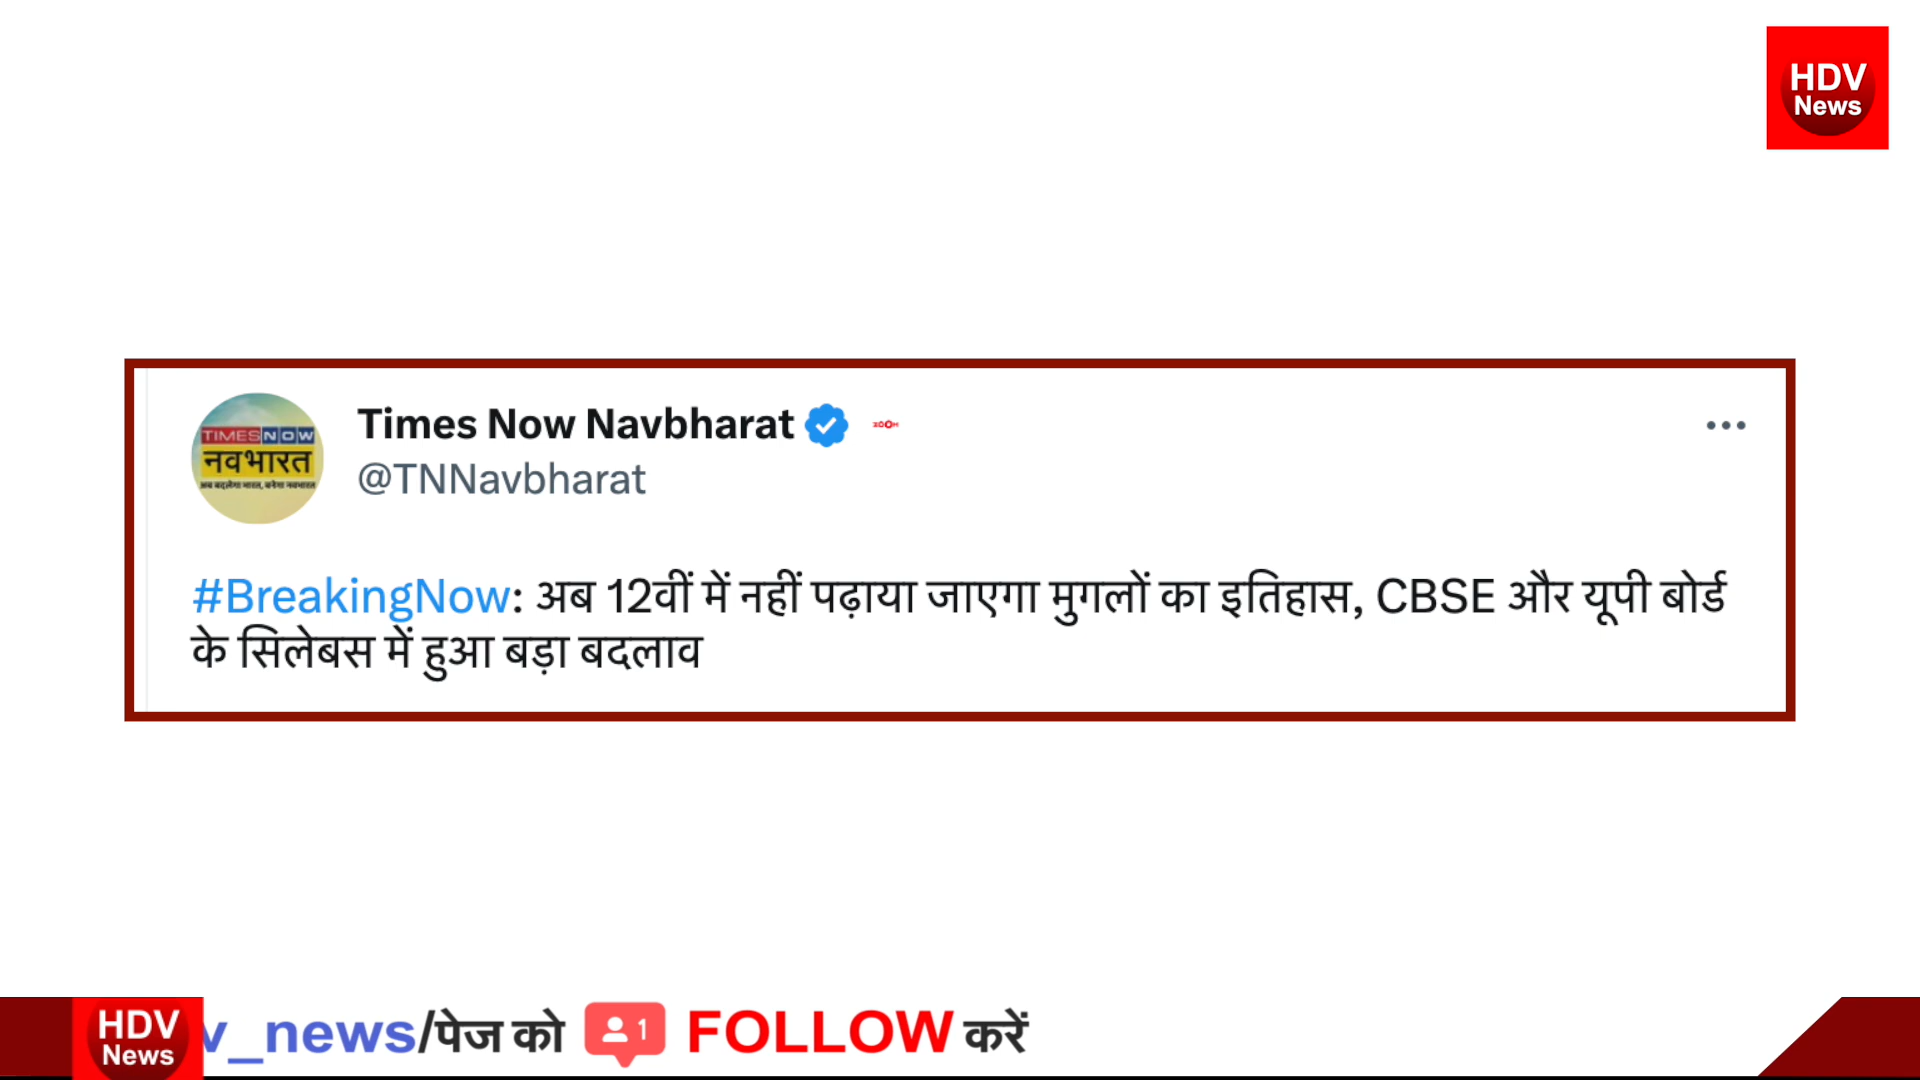 HDV
News
Times Now Navbharat
TIMES NOW
नवभारत
@TNNavbharat
#BreakingNow: अब 12वीं में नहीं पढ़ाया जाएगा मुगलों का इतिहास, CBSE और यूपी बोर्ड
के सिलेबस में हुआ बड़ा बदलाव
HDV
News
v_news/पेज को 1 FOLLOW करें